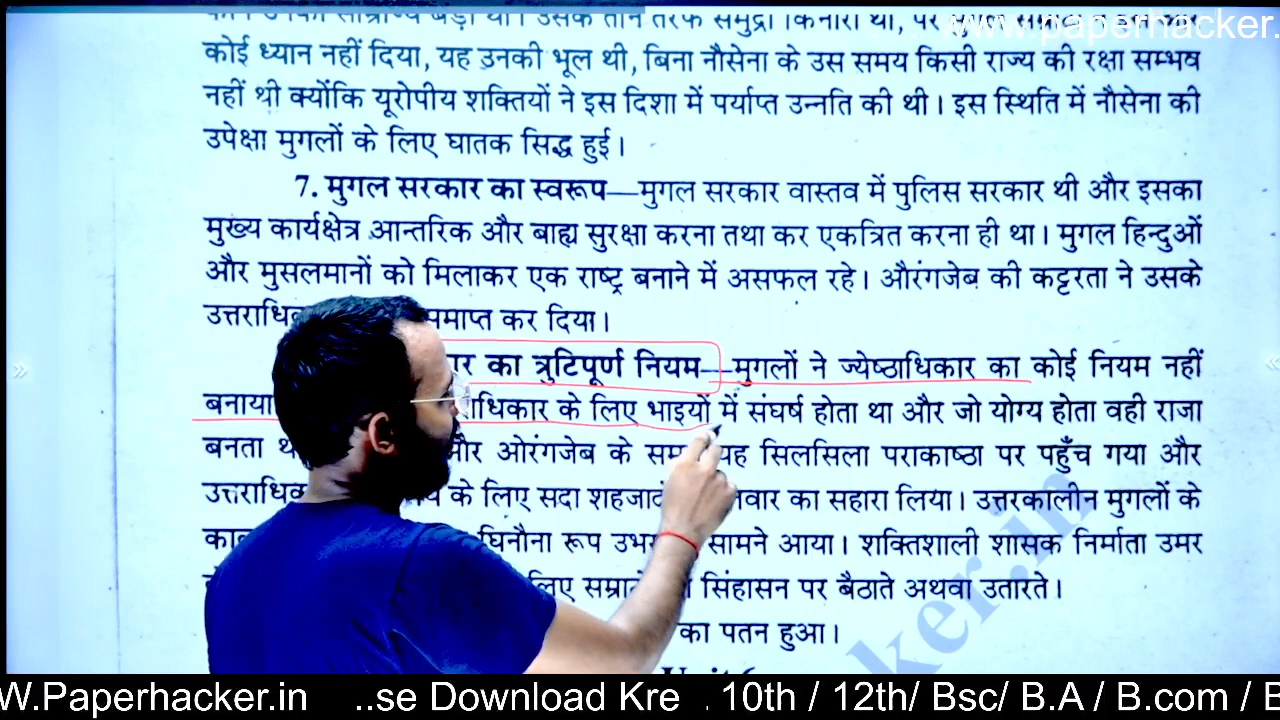 www.paperhacker.
कोई ध्यान नहीं दिया, यह उनकी भूल थी, बिना नौसेना के उस समय किसी राज्य की रक्षा सम्भव
नहीं थी क्योंकि यूरोपीय शक्तियों ने इस दिशा में पर्याप्त उन्नति की थी। इस स्थिति में नौसेना की
उपेक्षा मुगलों के लिए घातक सिद्ध हुई।
7. मुगल सरकार का स्वरूप—मुगल सरकार वास्तव में पुलिस सरकार थी और इसका
मुख्य कार्यक्षेत्र आन्तरिक और बाह्य सुरक्षा करना तथा कर एकत्रित करना ही था। मुगल हिन्दुओं
और मुसलमानों को मिलाकर एक राष्ट्र बनाने में असफल रहे। औरंगजेब की कट्टरता ने उसके
समाप्त कर दिया।
का त्रुटिपूर्ण नियम—मुगलों ने ज्येष्ठाधिकार का कोई नियम नहीं
बनाया के लिए भाइयों में संघर्ष होता था और जो योग्य होता वही राजा
बनता ओरंगजेब के यह सिलसिला पराकाष्ठा पर पहुँच गया और
के लिए सदा का सहारा लिया। उत्तरकालीन मुगलों के
घिनौना रूप सामने आया। शक्तिशाली शासक निर्माता उमर
सिंहासन पर बैठाते अथवा उतारते।
का पतन हुआ।
ker.in
W.Paperhacker.in ..se Download Kre . 10th / 12th/ Bsc/ B.A / B.com /